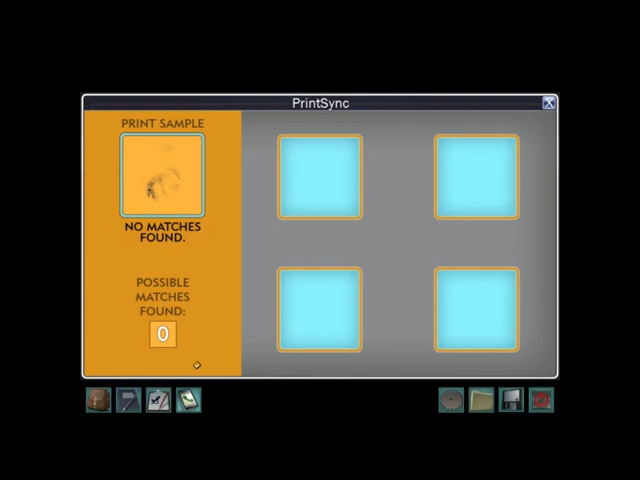 PrintSync
PRINT SAMPLE
NO MATCHES
FOUND.
POSSIBLE
MATCHES
FOUND:
0